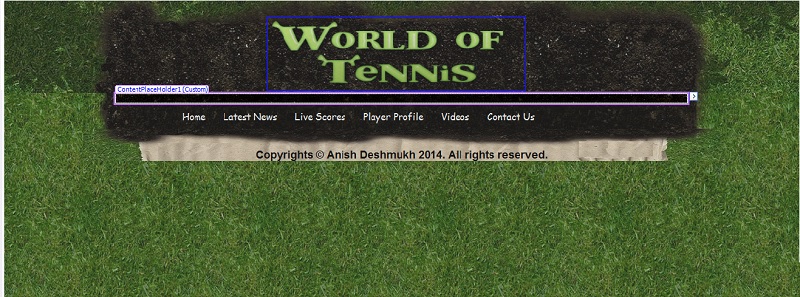 WORLD OF
TENNiS
ContentPlaceHolder1 (Custom)
Home Latest News Live Scores Player Profile Videos Contact Us
Copyrights © Anish Deshmukh 2014. All rights reserved.